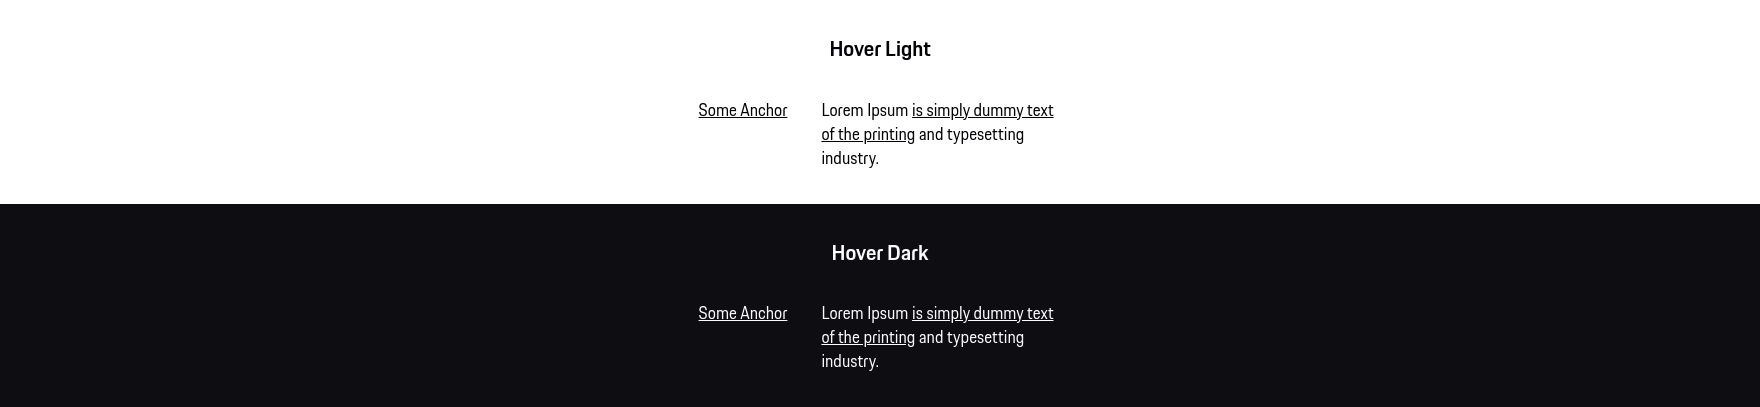 Hover Light
Some Anchor
Lorem Ipsum is simply dummy text
of the printing and typesetting
industry.
Hover Dark
Some Anchor
Lorem Ipsum is simply dummy text
of the printing and typesetting
industry.